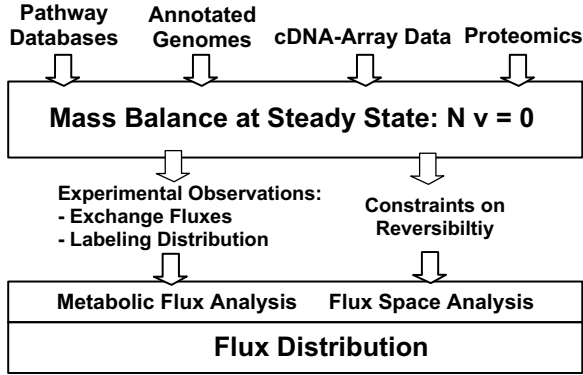 Pathway
Databases
Annotated
Genomes
cDNA-Array Data
Proteomics
Mass Balance at Steady State: N v = 0
Experimental Observations:
- Exchange Fluxes
- Labeling Distribution
Constraints on
Reversibiltiy
Metabolic Flux Analysis
Flux Space Analysis
Flux Distribution